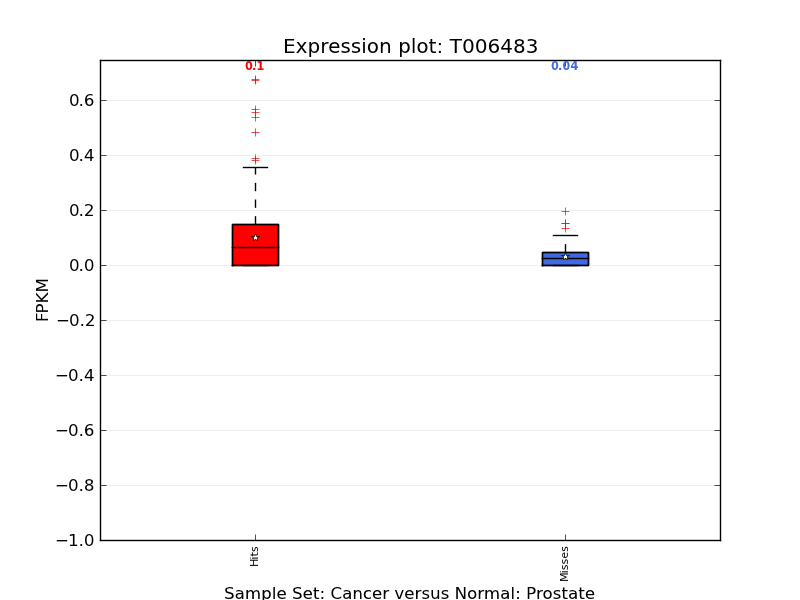 Expression plot: T006483
0.1
0.04
0.6
0.4
0.2
0.0
−0.2
−0.4
−0.6
−0.8
−1.0
FPKM
Hits
Misses
Sample Set: Cancer versus Normal: Prostate